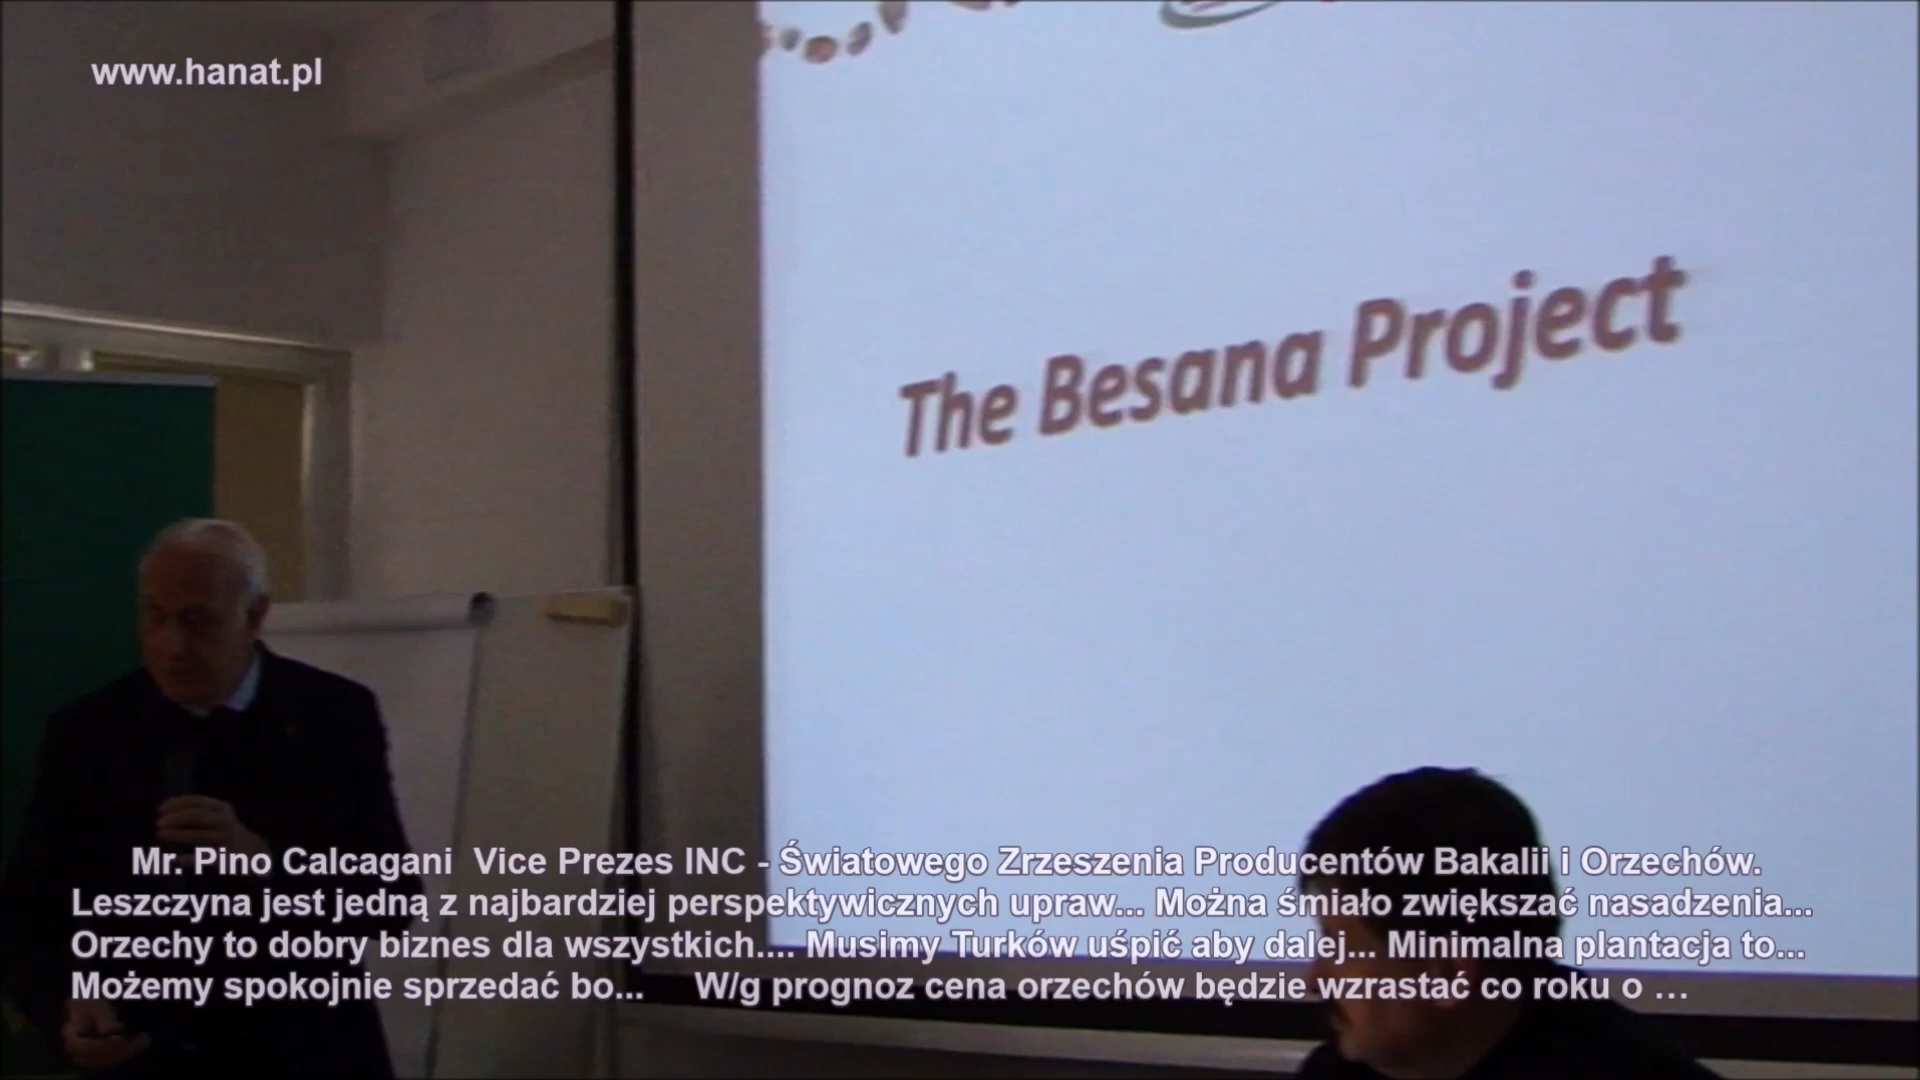 www.hanat.pl
The Besana Project
Mr. Pino Calcagani Vice Prezes INC - Światowego Zrzeszenia Producentów Bakalii i Orzechów.
Leszczyna jest jedną z najbardziej perspektywicznych upraw... Można śmiało zwiększać nasadzenia...
Orzechy to dobry biznes dla wszystkich.... Musimy Turków uśpić aby dalej... Minimalna plantacja to...
Możemy spokojnie sprzedać bo... W/g prognoz cena orzechów będzie wzrastać co roku o …